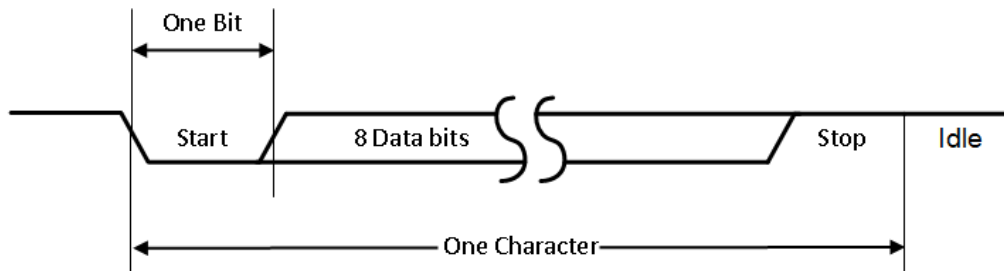 One Bit
Start
8 Data bits
Stop
Idle
One Character